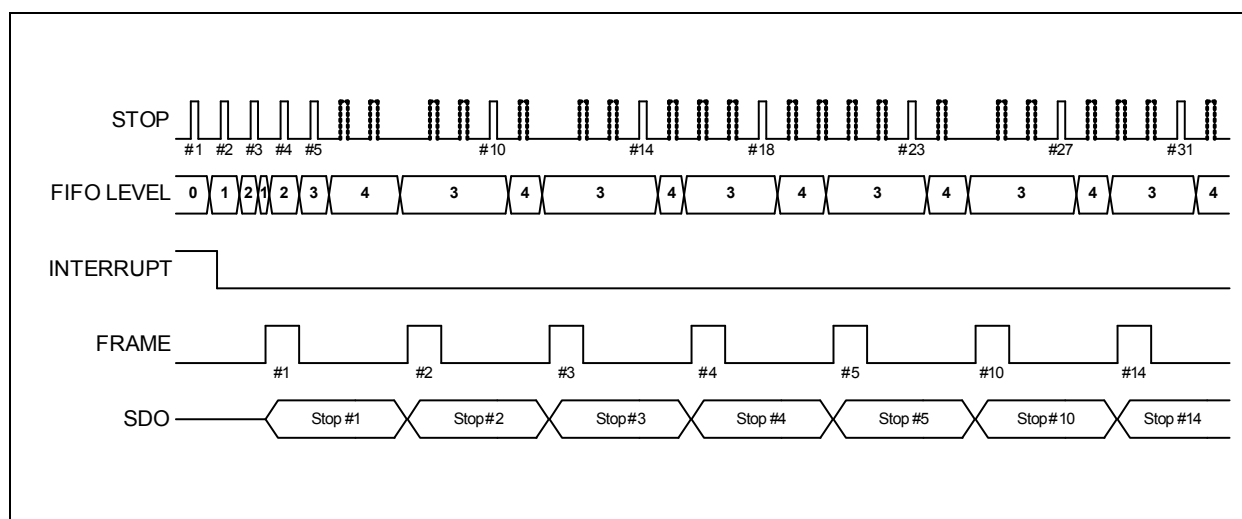 STOP
#1 #2 #3 #4 #5 #10 #14 #18 #23 #27 #31
FIFO LEVEL 0 1 2 1 2 3 4 3 4 3 4 3 4 3 4 3 4 3 4
INTERRUPT
FRAME
#1 #2 #3 #4 #5 #10 #14
SDO Stop #1 Stop#2 Stop#3 Stop #4 Stop #5 Stop# 10 Stop #14